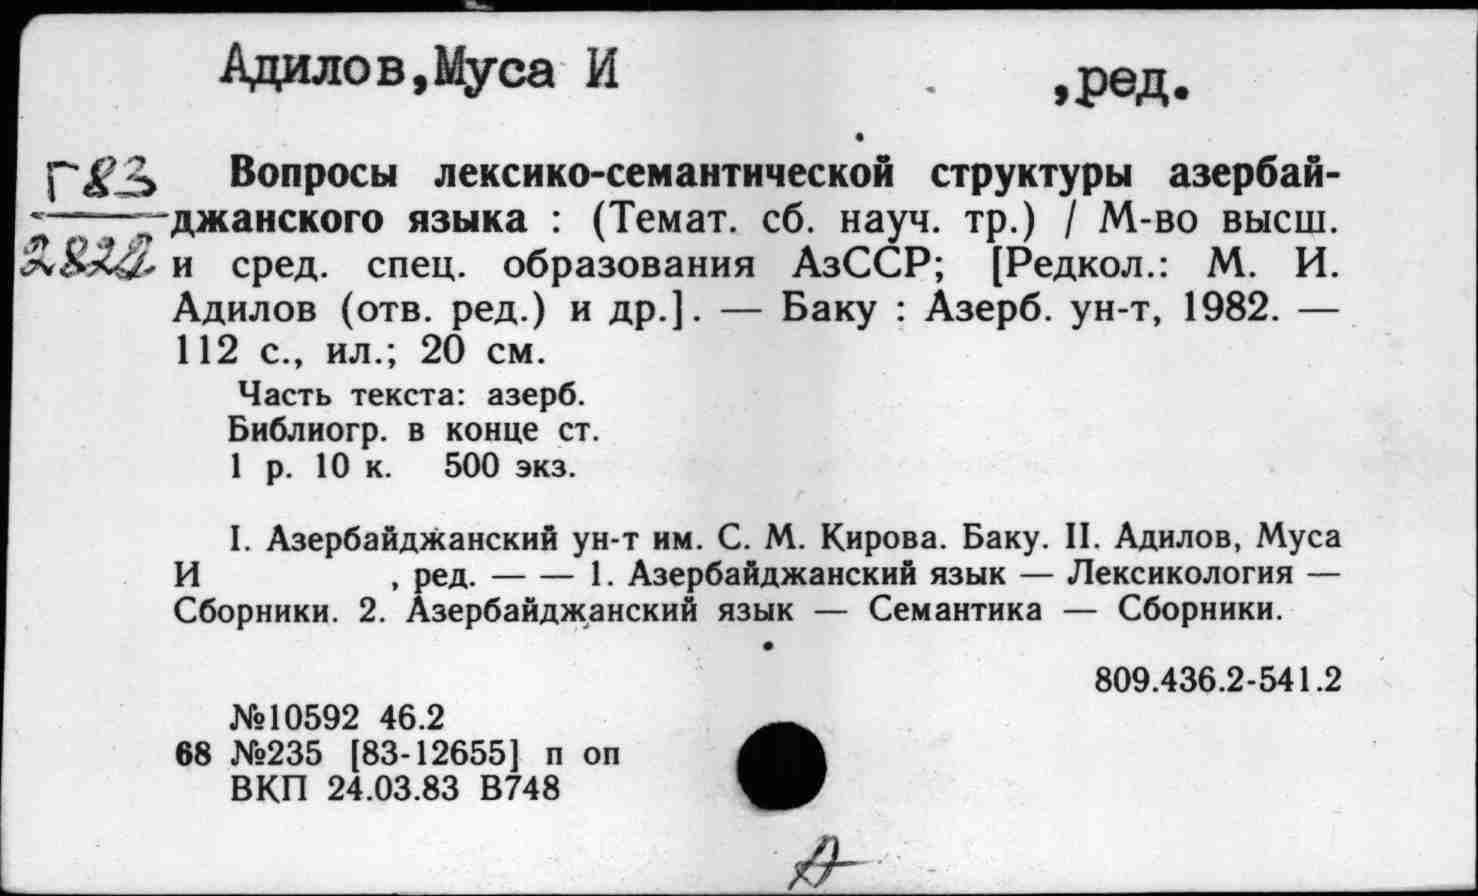 Адилов,Муса И ,ред.
Г83
2822
Вопросы лексико-семантической структуры азербай-
джанского языка : (Темат. сб. науч. тр.) / М-во высш.
и сред. спец. образования АзССР; [Редкол.: М. И.
Адилов (отв. ред.) и др.]. — Баку : Азерб. ун-т, 1982. —
112 с., ил.; 20 см.
Часть текста: азерб.
Библиогр. в конце ст.
1 р. 10 к. 500 экз.
I. Азербайджанский ун-т им. С. М. Кирова. Баку. II. Адилов, Муса
И , ред. — — 1. Азербайджанский язык — Лексикология —
Сборники. 2. Азербайджанский язык — Семантика — Сборники.
809.436.2-541.2
№10592 46.2
68 №235 [83-12655] п оп
ВКП 24.03.83 В748